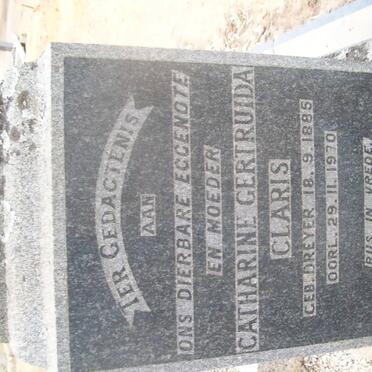 TER GEDAGTENIS
AAN
ONS DIERBARE EGGENOTE
EN MOEDER
CATHARINE GERTRUIDA
CLARIS
GEB. DREYER 18.9.1885
OORL. 29.11.1970
RUS IN VREDE